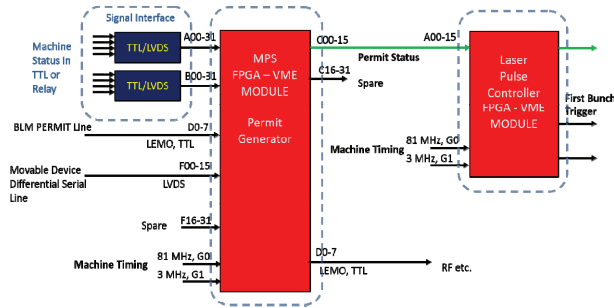 Signal Interface
Machine
Status In
TTL or
Relay
TTL/LVDS
A00-31
TTL/LVDS
B00-31
BLM PERMIT Line
D0-7
LEMO, TTL
Movable Device
Differential Serial
Line
F00-15
LVDS
Spare
F16-31
Machine Timing
81 MHz, G0
3 MHz, G1
MPS
FPGA – VME
MODULE
Permit
Generator
C00-15
Permit Status
A00-15
C16-31
Spare
D0-7
LEMO, TTL
RF etc.
Machine Timing
81 MHz, G0
3 MHz, G1
Laser
Pulse
Controller
FPGA - VME
MODULE
First Bunch
Trigger